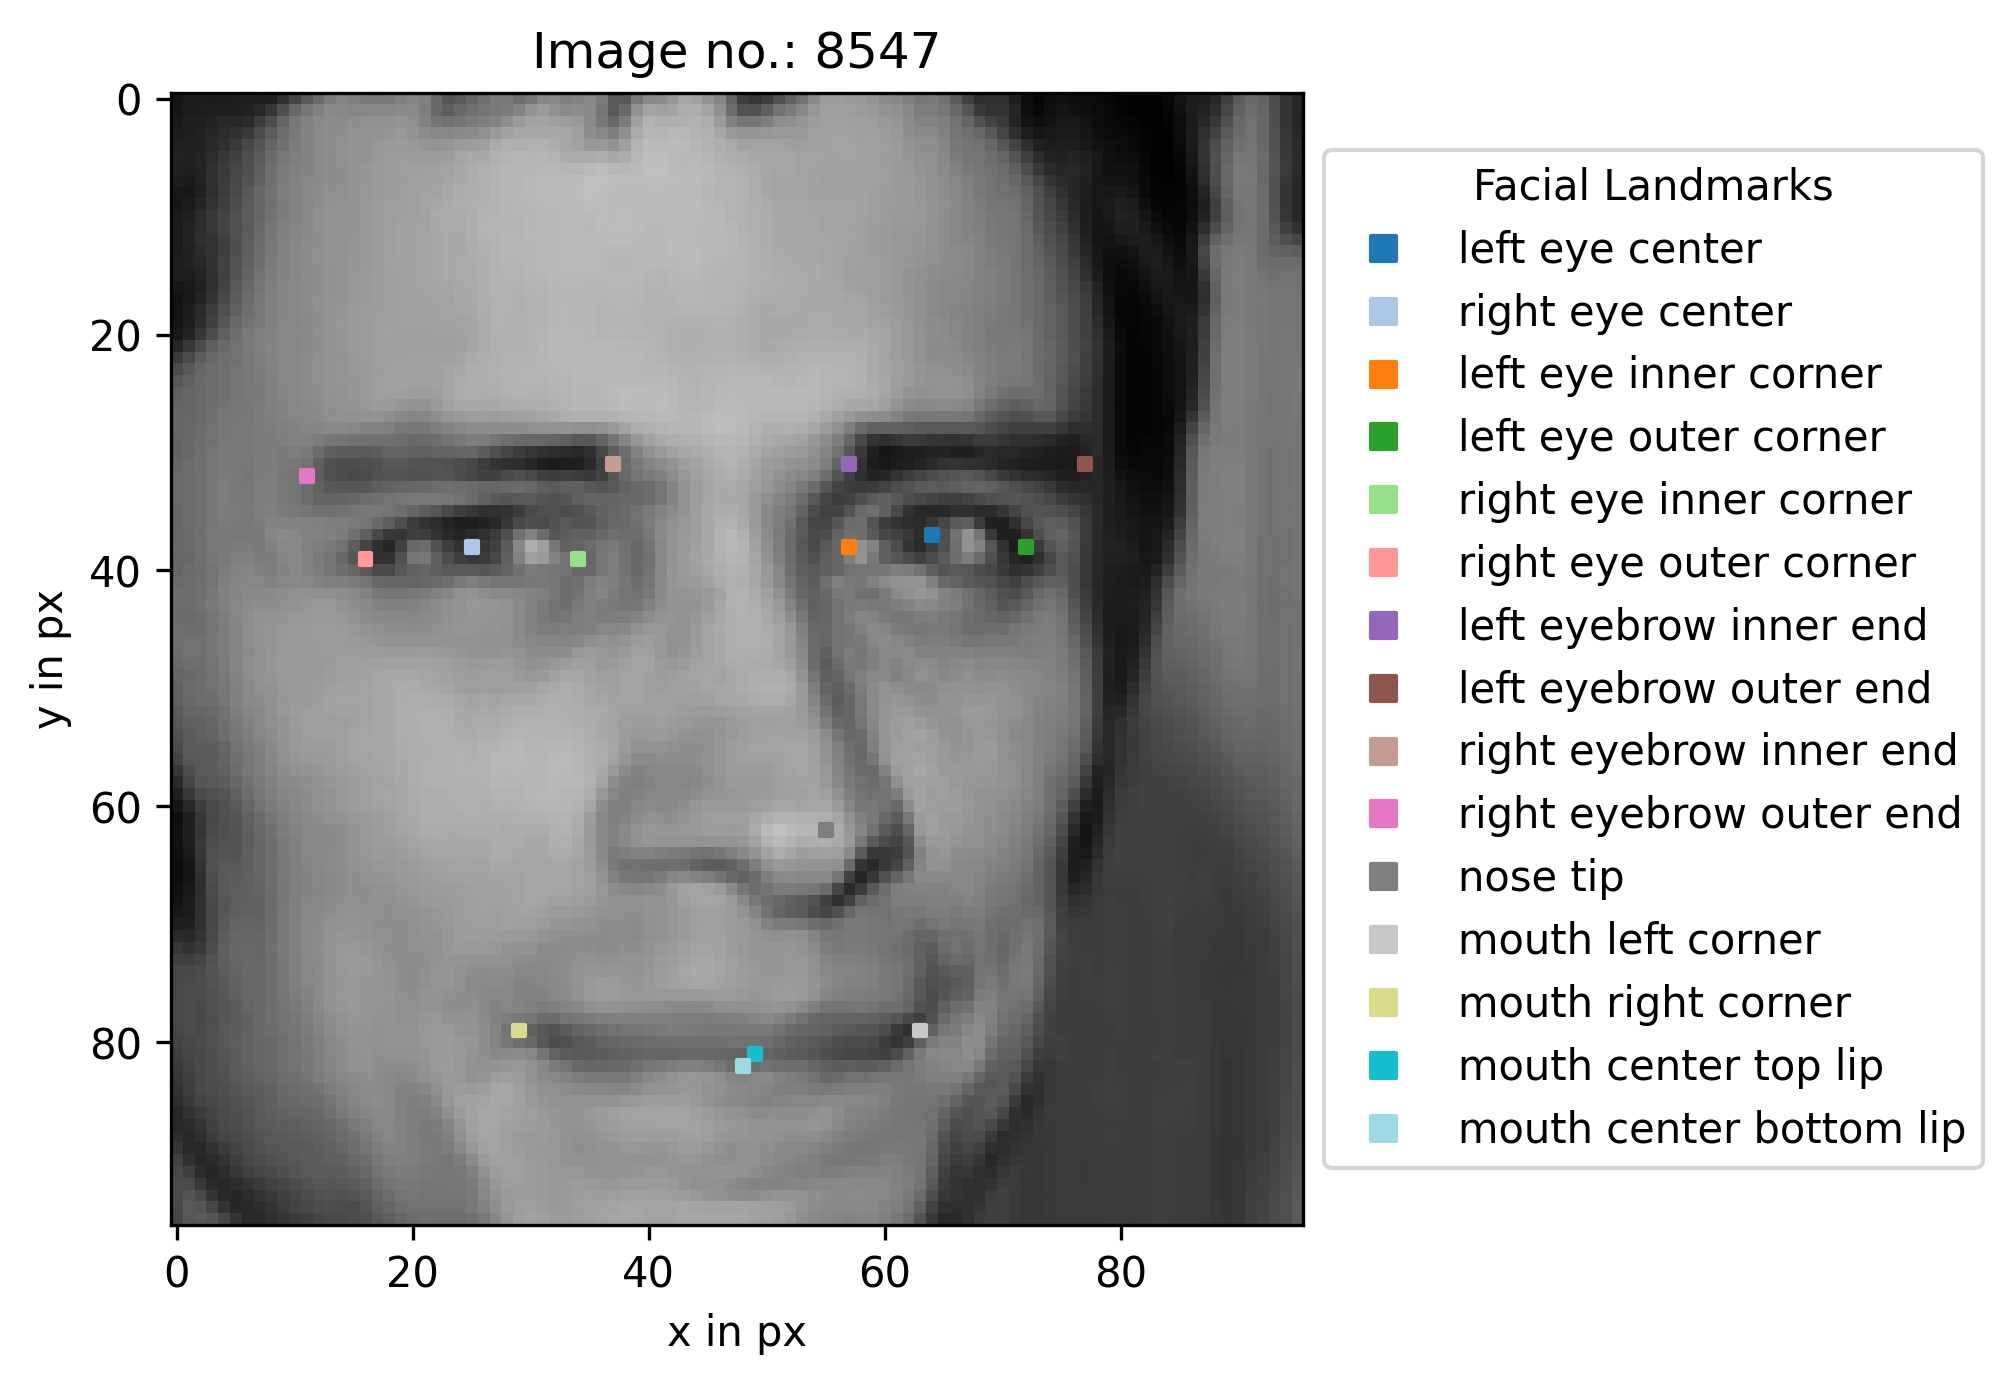 Image no.: 8547
0
20
40
60
80
y in px
0 20 40 60 80
x in px
Facial Landmarks
left eye center
right eye center
left eye inner corner
left eye outer corner
right eye inner corner
right eye outer corner
left eyebrow inner end
left eyebrow outer end
right eyebrow inner end
right eyebrow outer end
nose tip
mouth left corner
mouth right corner
mouth center top lip
mouth center bottom lip